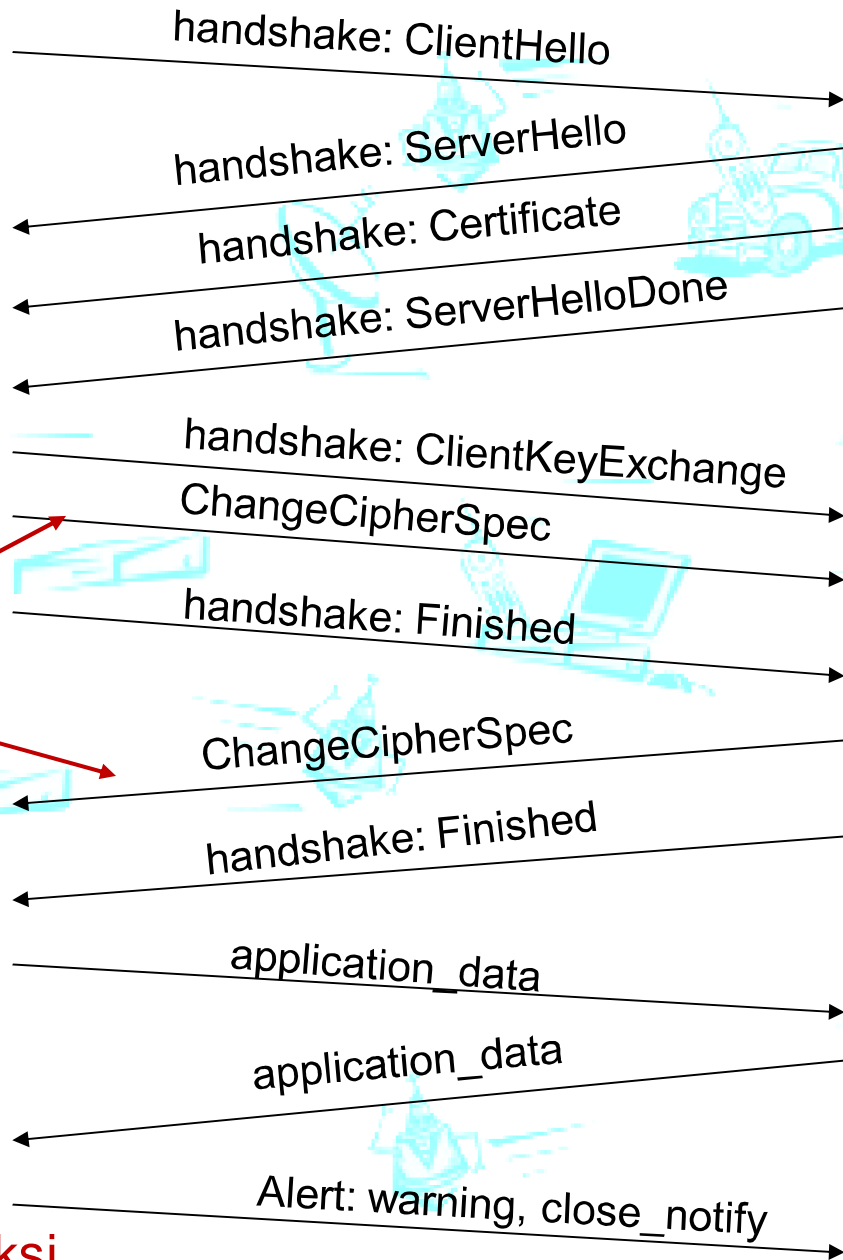 handshake: ClientHello
handshake: ServerHello
handshake: Certificate
handshake: ServerHelloDone
handshake: ClientKeyExchange
ChangeCipherSpec
handshake: Finished
ChangeCipherSpec
handshake: Finished
application_data
application_data
Alert: warning, close_notify